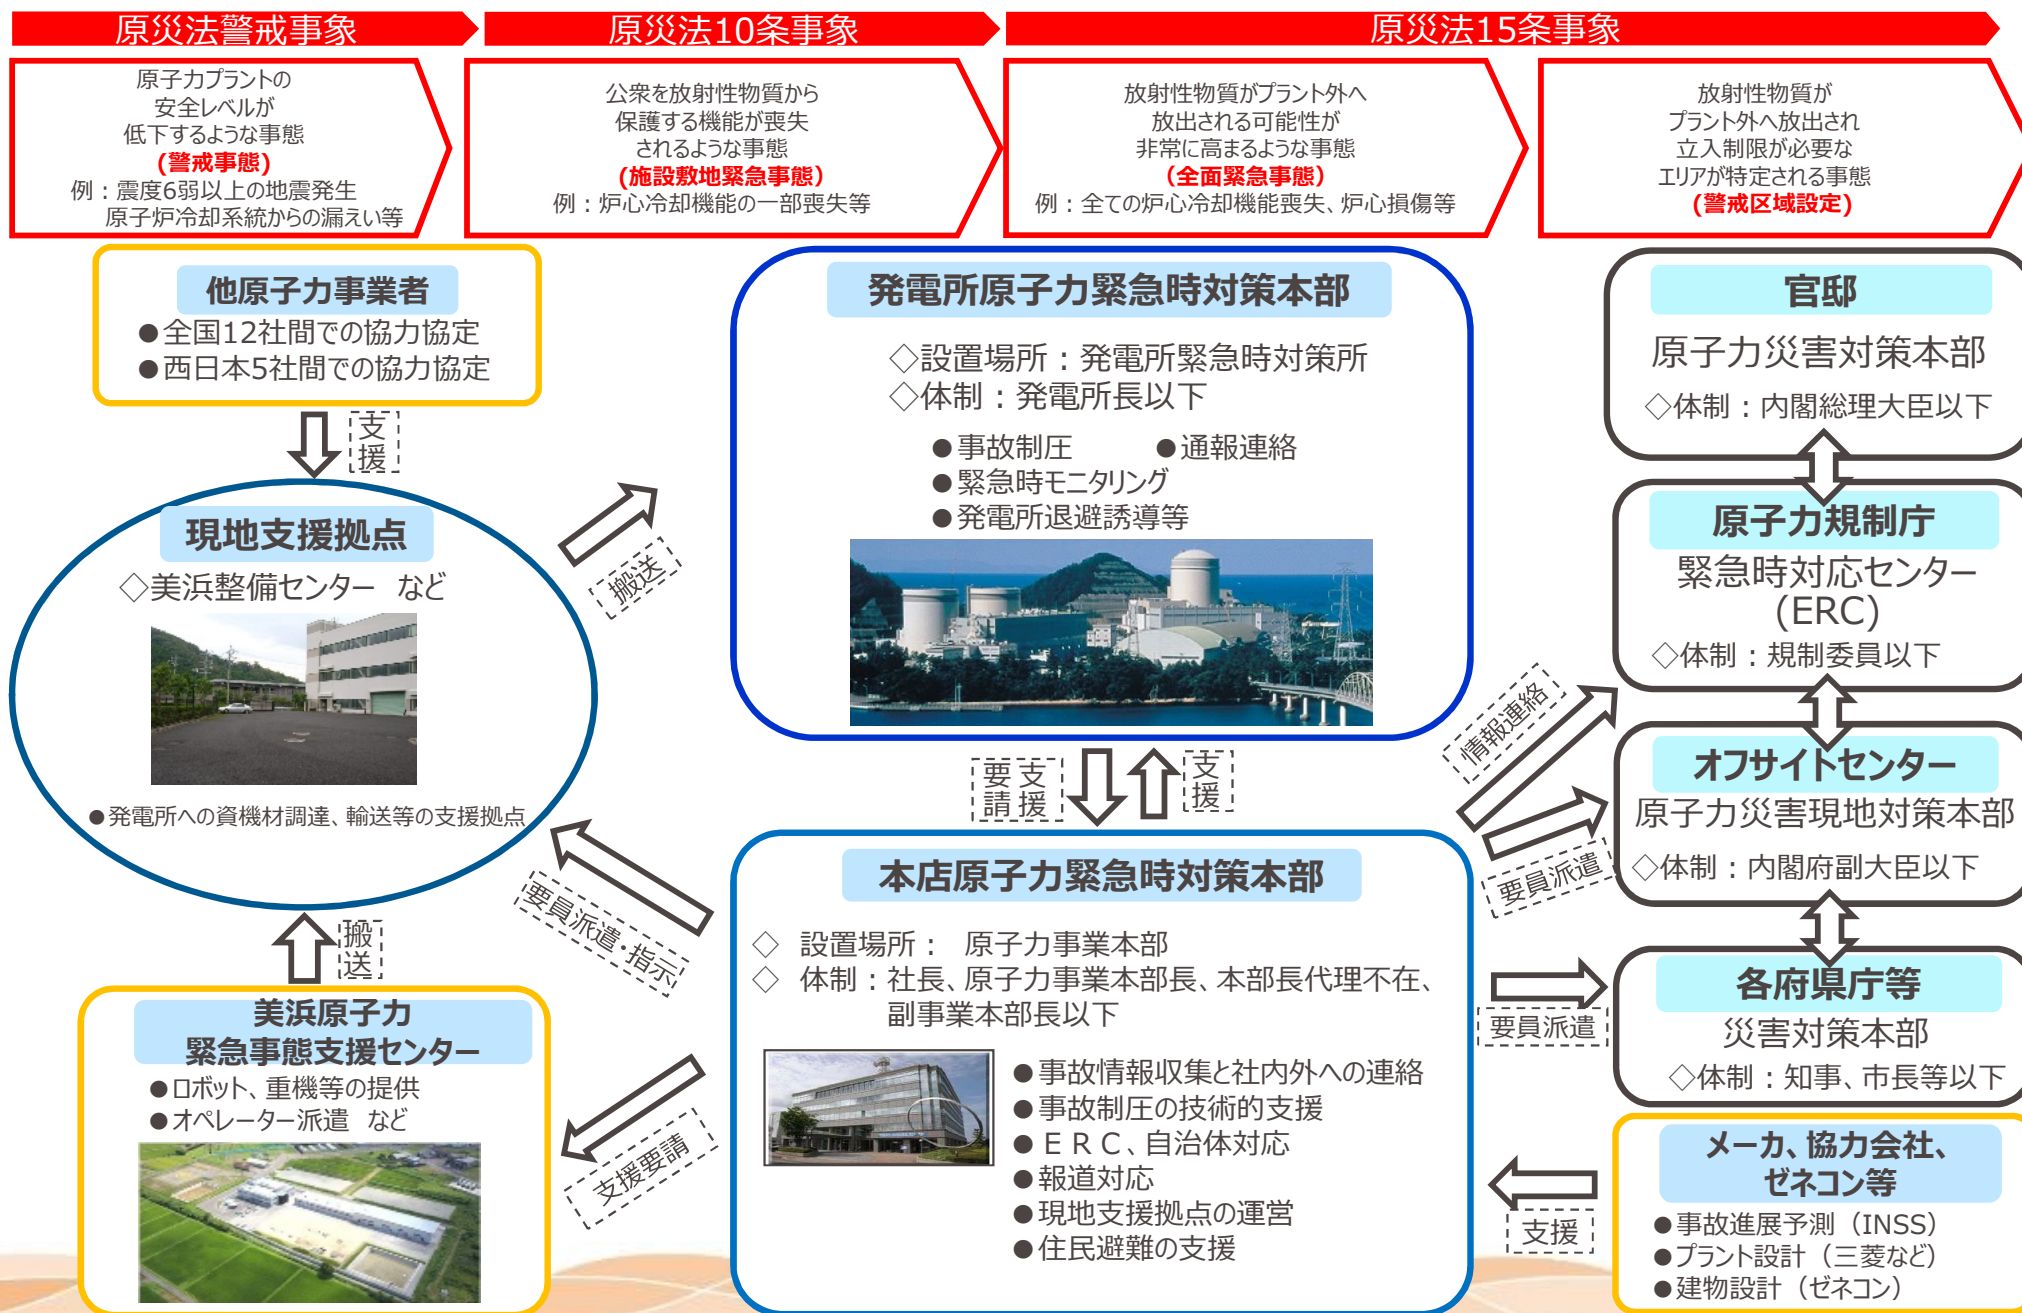 原災法警戒事象
原災法10条事象
原災法15条事象
原子力プラントの
安全レベルが
低下するような事態
(警戒事態)
例：震度6弱以上の地震発生
原子炉冷却系統からの漏えい等
公衆を放射性物質から
保護する機能が喪失
されるような事態
(施設敷地緊急事態)
例：炉心冷却機能の一部喪失等
放射性物質がプラント外へ
放出される可能性が
非常に高まるような事態
(全面緊急事態)
例：全ての炉心冷却機能喪失、炉心損傷等
放射性物質が
プラント外へ放出され
立入制限が必要な
エリアが特定される事態
(警戒区域設定)
他原子力事業者
●全国12社間での協力協定
●西日本5社間での協力協定
支援
現地支援拠点
◇美浜整備センター　など
●発電所への資機材調達、輸送等の支援拠点
搬送
搬送
美浜原子力
緊急事態支援センター
●ロボット、重機等の提供
●オペレーター派遣　など
発電所原子力緊急時対策本部
◇設置場所：発電所緊急時対策所
◇体制：発電所長以下
●事故制圧　●通報連絡
●緊急時モニタリング
●発電所退避誘導等
支援
要請
支援
要員派遣・指示
支援要請
本店原子力緊急時対策本部
◇　設置場所：　原子力事業本部
◇　体制：社長、原子力事業本部長、本部長代理不在、
副事業本部長以下
●事故情報収集と社内外への連絡
●事故制圧の技術的支援
●ＥＲＣ、自治体対応
●報道対応
●現地支援拠点の運営
●住民避難の支援
情報連絡
要員派遣
要員派遣
支援
官邸
原子力災害対策本部
◇体制：内閣総理大臣以下
原子力規制庁
緊急時対応センター
(ERC)
◇体制：規制委員以下
オフサイトセンター
原子力災害現地対策本部
◇体制：内閣府副大臣以下
各府県庁等
災害対策本部
◇体制：知事、市長等以下
メーカ、協力会社、
ゼネコン等
●事故進展予測（INSS）
●プラント設計（三菱など）
●建物設計（ゼネコン）